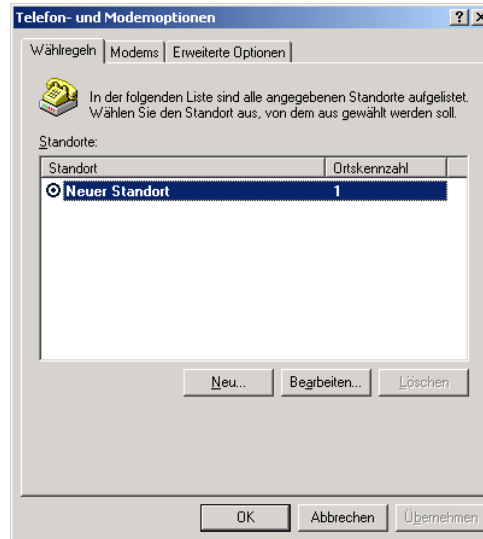 Telefon- und Modemoptionen
Wählregeln Modems Erweiterte Optionen
In der folgenden Liste sind alle angegebenen Standorte aufgelistet.
Wählen Sie den Standort aus, von dem aus gewählt werden soll.
Standorte:
Standort Ortskennzahl
Neuer Standort 1
Neu... Bearbeiten... Löschen
OK Abbrechen Übernehmen